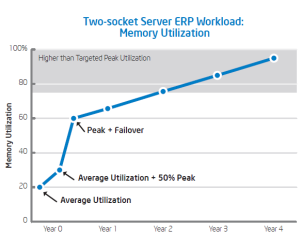 Two-socket Server ERP Workload:
Memory Utilization
100%
Higher than Targeted Peak Utilization
80
60
Peak + Failover
40
Average Utilization + 50% Peak
20
Average Utilization
0
Memory Utilization
Year 0 Year 1 Year 2 Year 3 Year 4